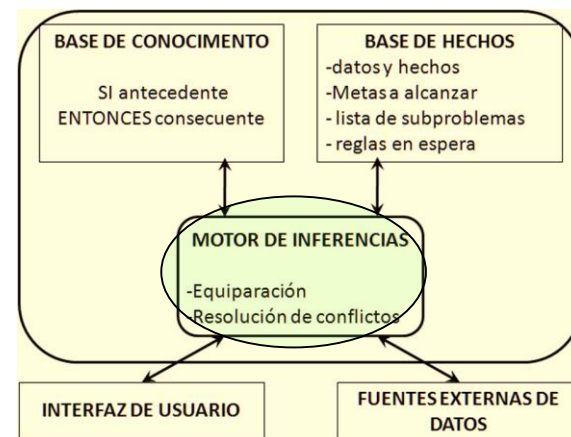 BASE DE CONOCIMENTO
SI antecedente
ENTONCES consecuente
BASE DE HECHOS
-datos y hechos
-Metas a alcanzar
- lista de subproblemas
- reglas en espera
MOTOR DE INFERENCIAS
-Equiparación
-Resolución de conflictos
INTERFAZ DE USUARIO
FUENTES EXTERNAS DE
DATOS